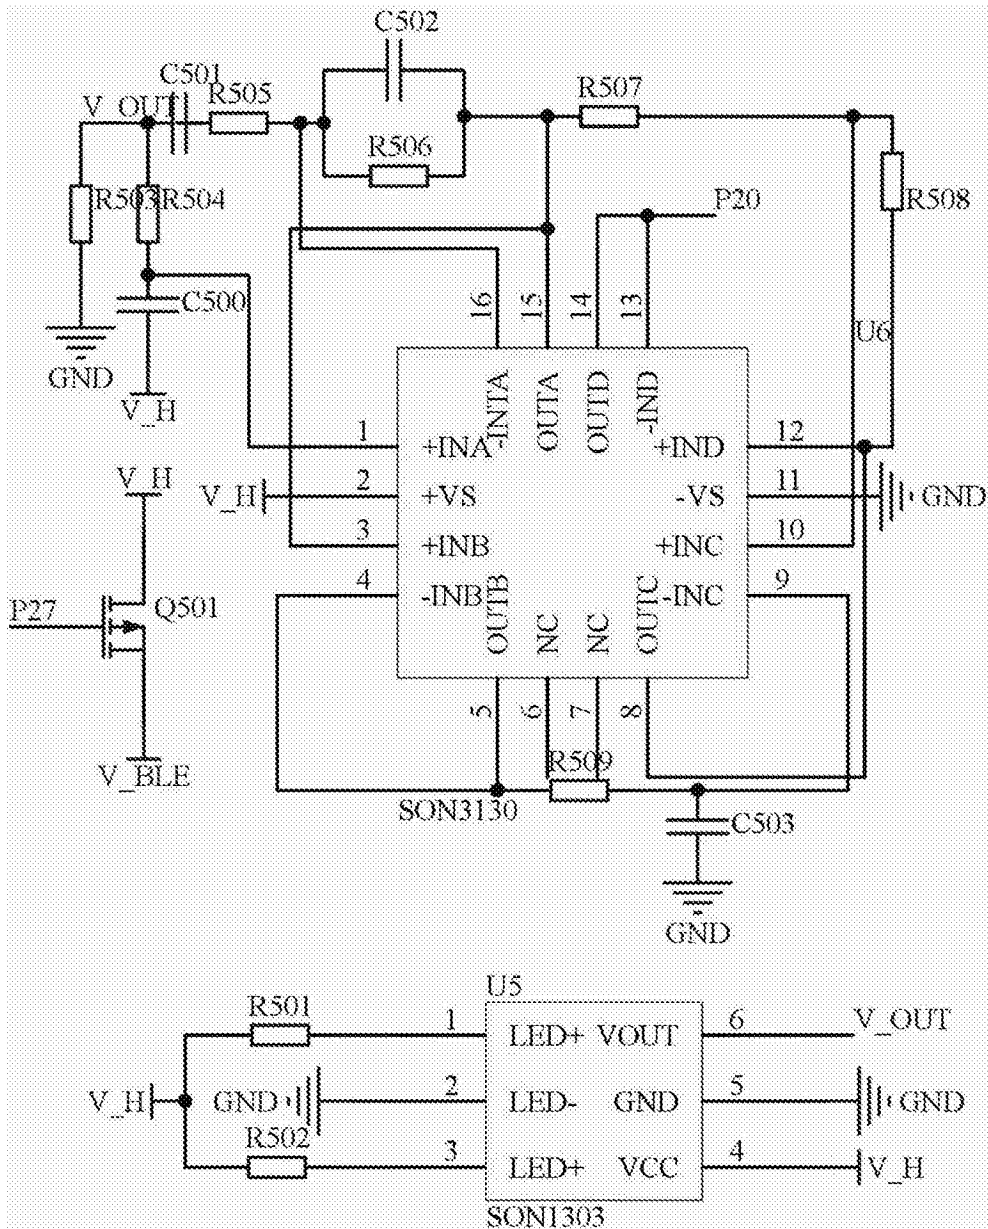 C502
C501
V_OUT
R505
R507
R506
R503
R504
R508
P20
C500
16
15
14
13
U6
GND
V_H
-INTA
OUTA
OUTD
-IND
1
+INA
+IND
12
V_H
V_H
2
+VS
-VS
11
GND
3
+INB
+INC
10
4
-INB
-INC
9
P27
Q501
OUTB
NC
NC
OUTC
5
6
7
8
V_BLE
R509
SON3130
C503
GND
U5
R501
1
LED+
VOUT
6
V_OUT
V_H
GND
2
LED-
GND
5
GND
R502
3
LED+
VCC
4
V_H
SON1303